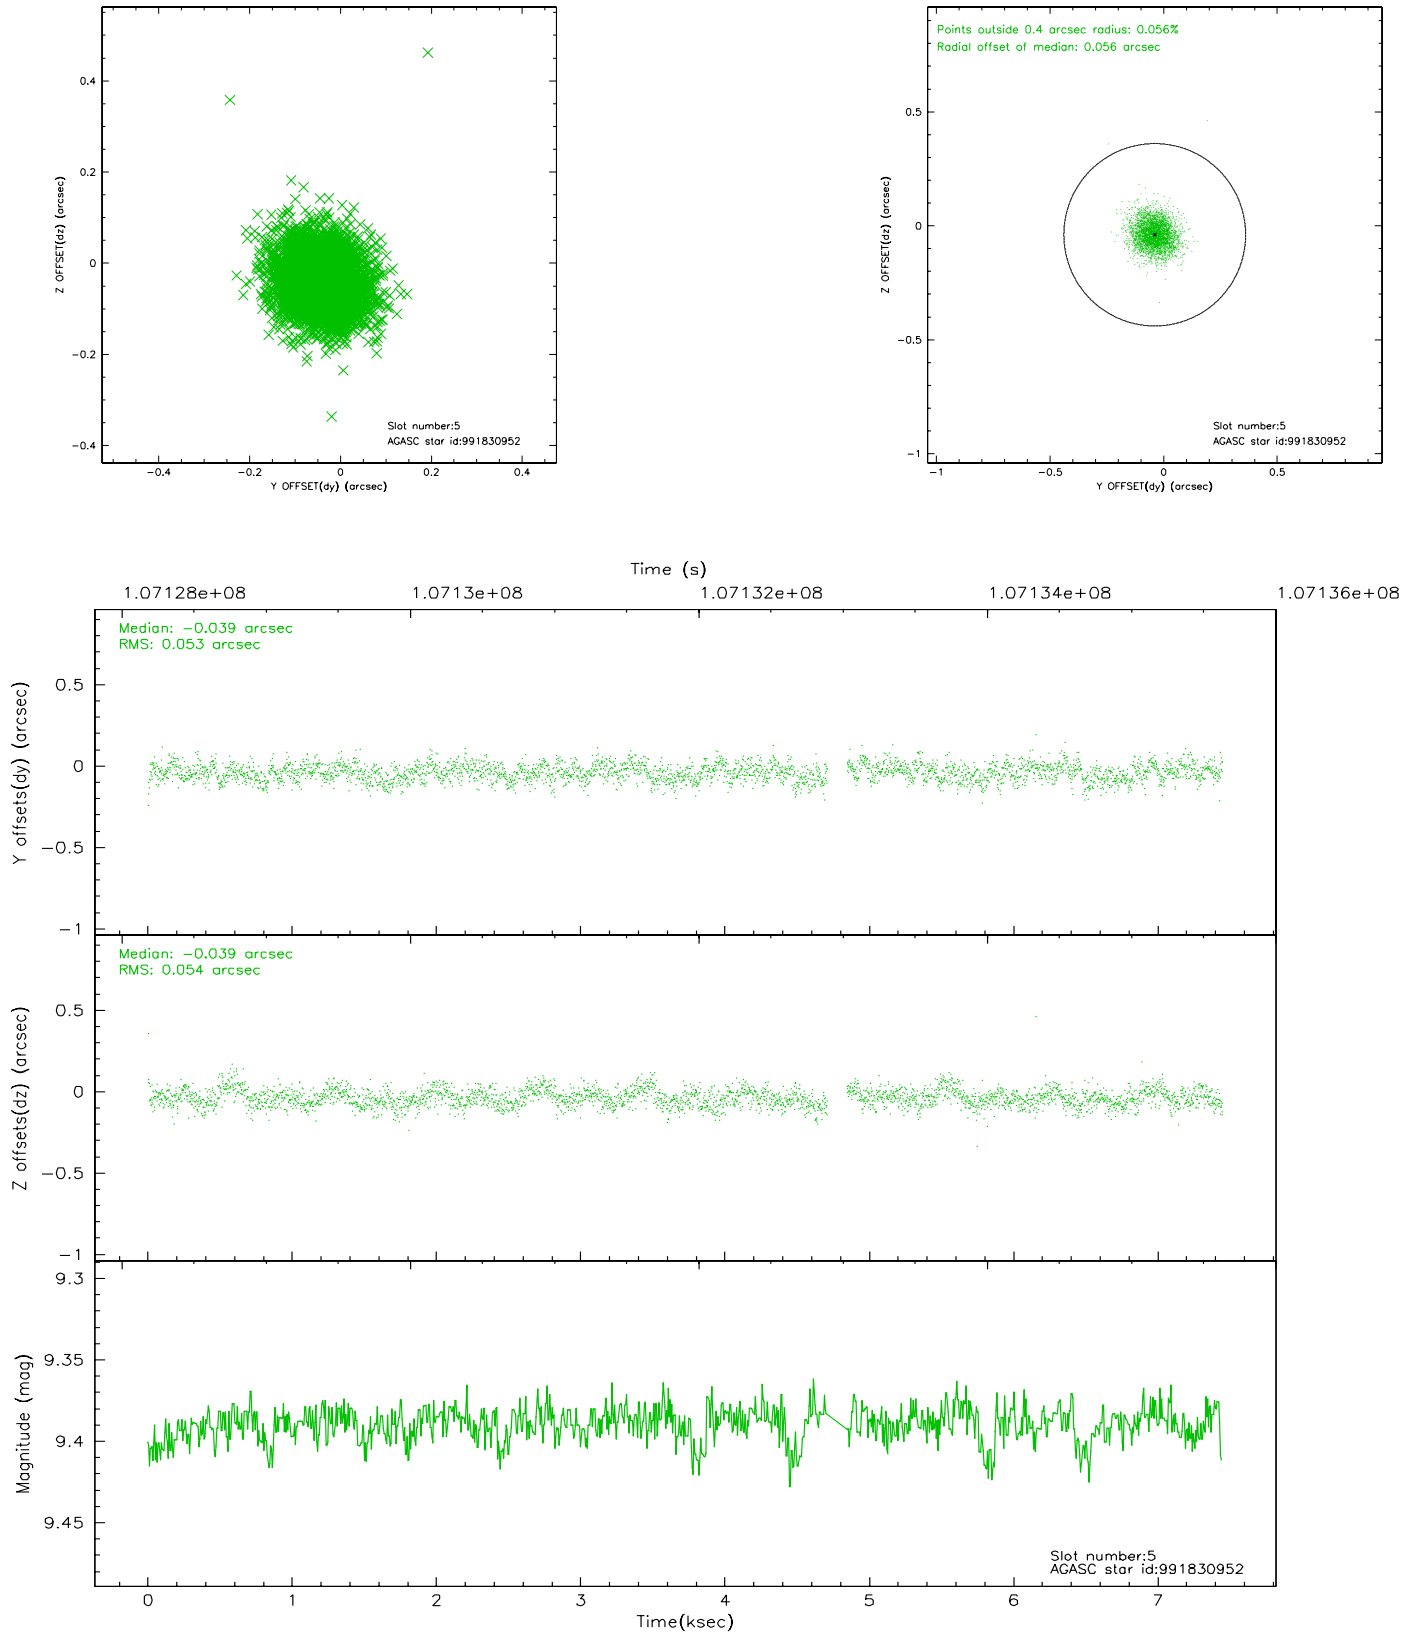 0.4
0.2
0
-0.2
-0.4
Z OFFSET(dz) (arcsec)
Slot number:5
AGASC star id:991830952
-0.4 -0.2 0 0.2 0.4
Y OFFSET(dy) (arcsec)
Points outside 0.4 arcsec radius: 0.056%
Radial offset of median: 0.056 arcsec
0.5
0
-0.5
-1
Z OFFSET(dz) (arcsec)
Slot number:5
AGASC star id:991830952
-1 -0.5 0 0.5
Y OFFSET(dy) (arcsec)
Time (s)
1.07128e+08 1.0713e+08 1.07132e+08 1.07134e+08 1.07136e+08
Median: -0.039 arcsec
RMS: 0.053 arcsec
0.5
0
-0.5
-1
Y offsets(dy) (arcsec)
Median: -0.039 arcsec
RMS: 0.054 arcsec
0.5
0
-0.5
-1
Z offsets(dz) (arcsec)
9.3
9.35
9.4
9.45
Magnitude (mag)
Slot number:5
AGASC star id:991830952
0 1 2 3 4 5 6 7
Time(ksec)